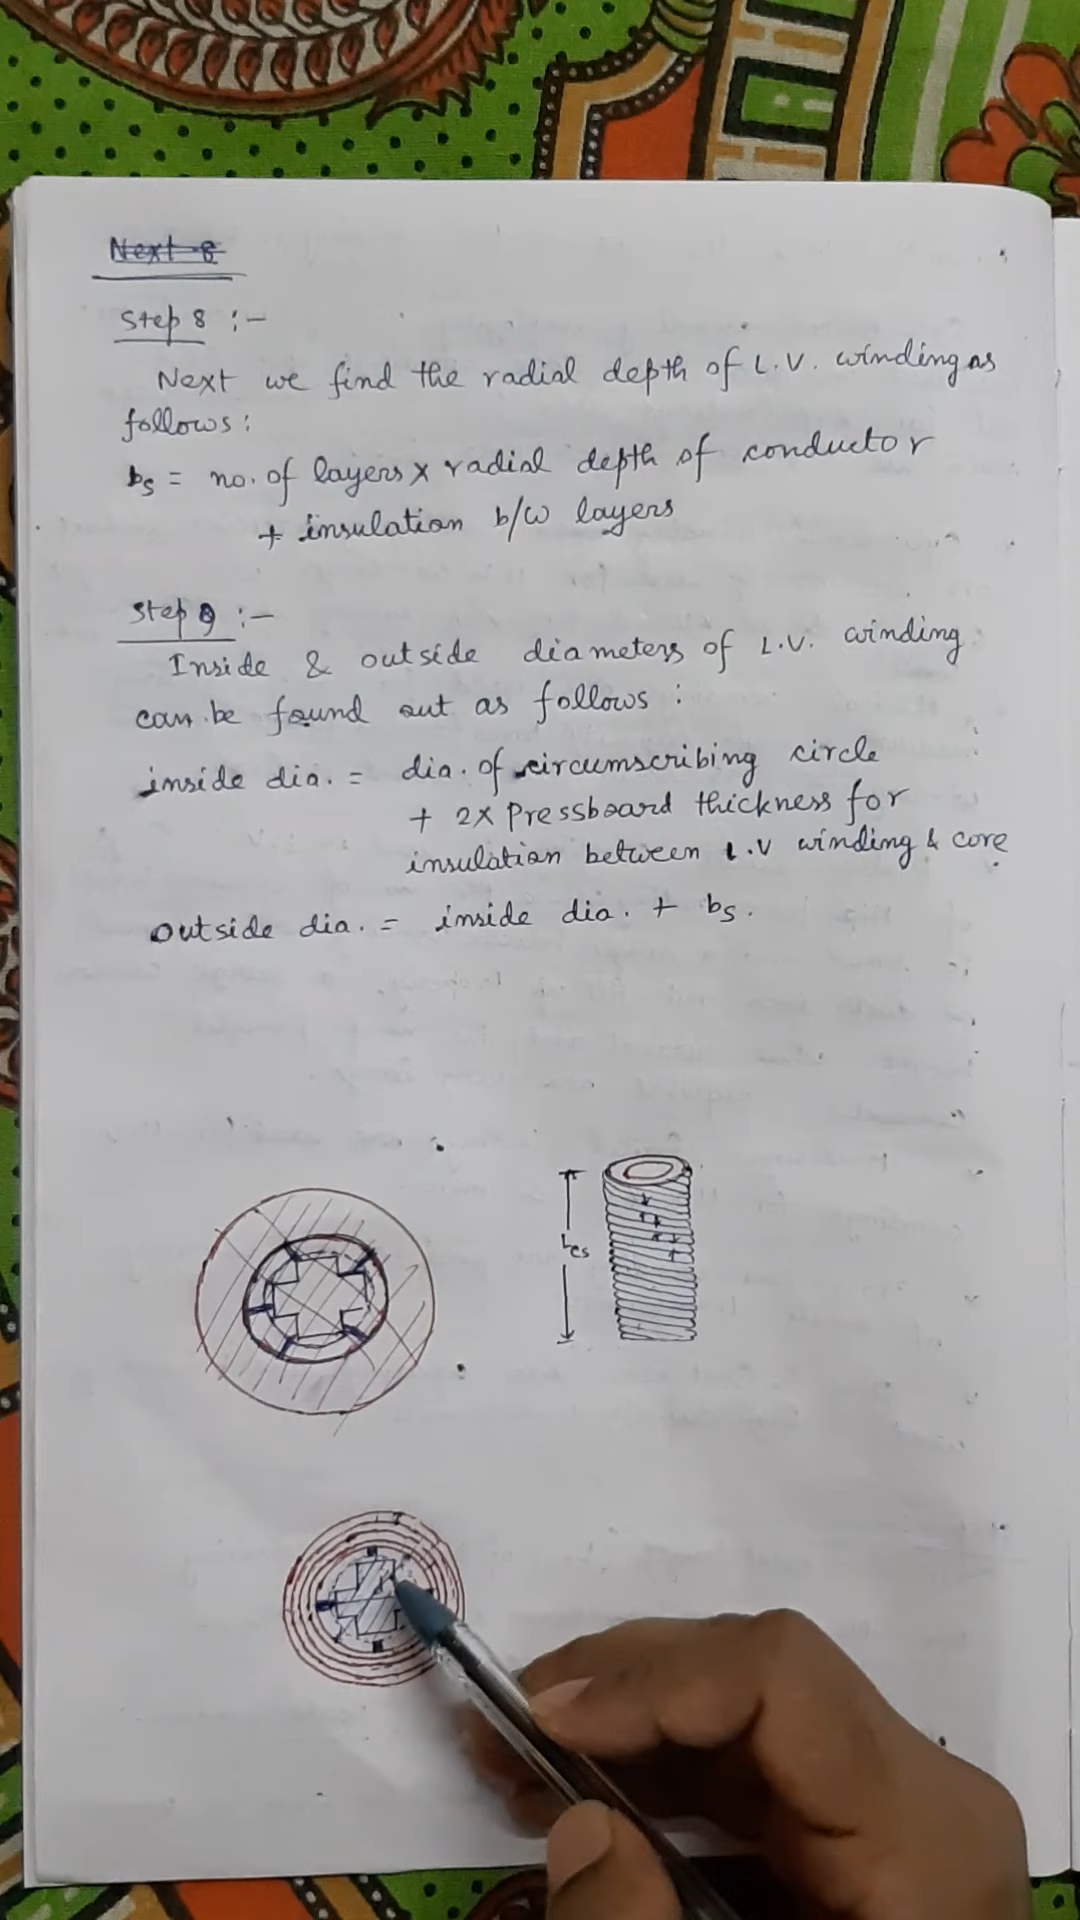 Next 8
Step 8 :-
Next we find the radial depth of L.V. winding as
follows:
bs = no. of layers x radial depth of conductor
+ insulation b/w layers
Step 9 :-
Inside & outside diameters of L.V. winding
can be found out as follows :
inside dia. = dia. of circumscribing circle
+ 2x Pressboard thickness for
insulation between L.V winding & core
outside dia. = inside dia. + bs.
Lcs